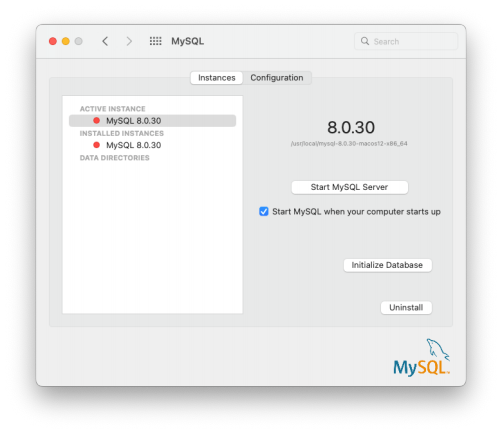 MySQL
Search
Instances
Configuration
ACTIVE INSTANCE
MySQL 8.0.30
INSTALLED INSTANCES
MySQL 8.0.30
DATA DIRECTORIES
8.0.30
/usr/local/mysql-8.0.30-macos12-x86_64
Start MySQL Server
Start MySQL when your computer starts up
Initialize Database
Uninstall
MySQL.